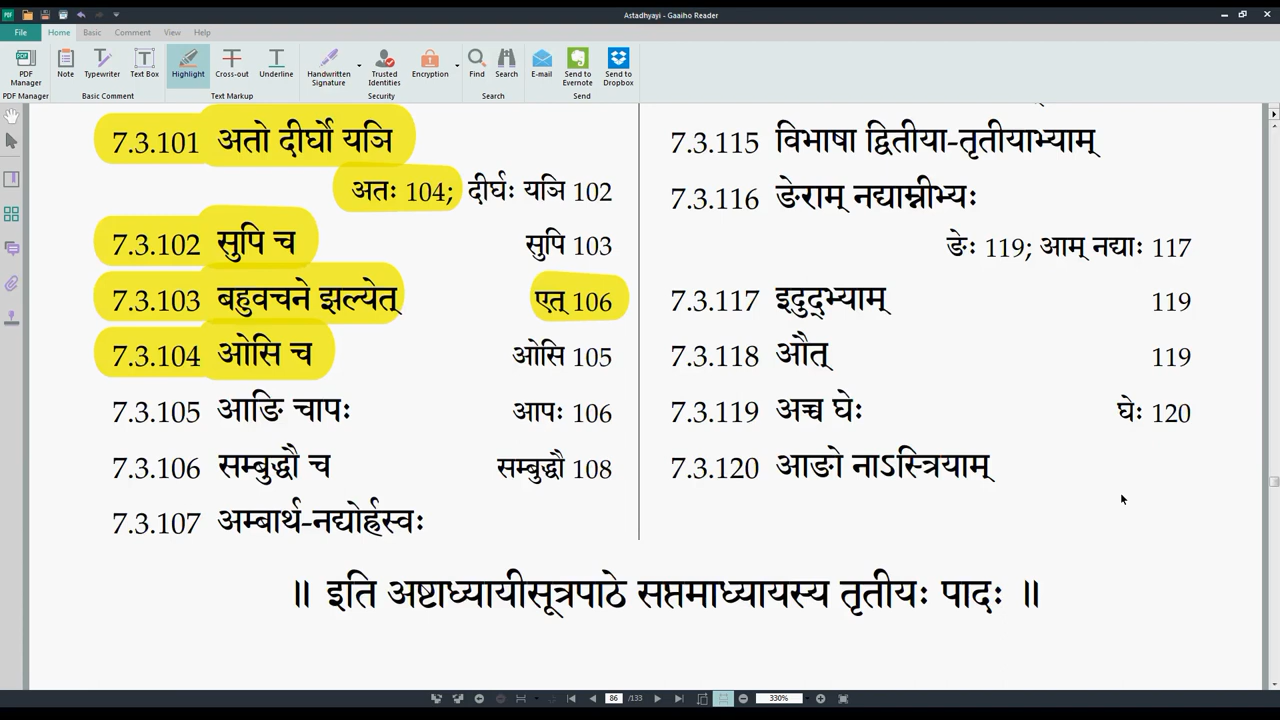 Astadhyayi - Gaaiho Reader
File Home Basic Comment View Help
PDF Manager Note Typewriter Text Box Highlight Cross-out Underline Handwritten Signature Trusted Identities Encryption Find Search E-mail Send to Evernote Send to Dropbox
PDF Manager Basic Comment Text Markup Security Search Send
7.3.101 अतो दीर्घो यञि
अतः 104; दीर्घः यञि 102
7.3.102 सुपि च सुपि 103
7.3.103 बहुवचने झल्येत् एत् 106
7.3.104 ओसि च ओसि 105
7.3.105 आङि चापः आपः 106
7.3.106 सम्बुद्धौ च सम्बुद्धौ 108
7.3.107 अम्बार्थ-नद्योर्ह्रस्वः
7.3.115 विभाषा द्वितीया-तृतीयाभ्याम्
7.3.116 ङेराम् नद्याम्नीभ्यः
ङेः 119; आम् नद्याः 117
7.3.117 इदुद्भ्याम् 119
7.3.118 औत् 119
7.3.119 अच्च घेः घेः 120
7.3.120 आङो नाऽस्त्रियाम्
॥ इति अष्टाध्यायीसूत्रपाठे सप्तमाध्यायस्य तृतीयः पादः ॥
86 /133 330%